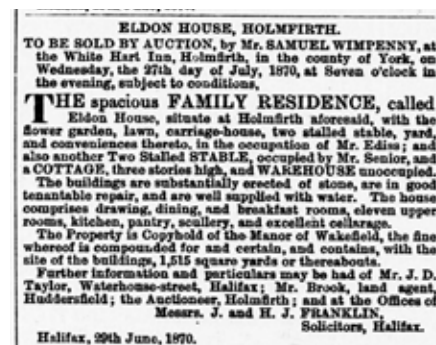 ELDON HOUSE, HOLMFIRTH.
TO BE SOLD BY AUCTION, by Mr. SAMUEL WIMPENNY, at
the White Hart Inn, Holmfirth, in the county of York, on
Wednesday, the 27th day of July, 1870, at Seven o'clock in
the evening, subject to conditions,
THE spacious FAMILY RESIDENCE, called
Eldon House, situate at Holmfirth aforesaid, with the
flower garden, lawn, carriage-house, two stalled stable, yard,
and conveniences thereto, in the occupation of Mr. Ediss; and
also another Two Stalled STABLE, occupied by Mr. Senior, and
a COTTAGE, three stories high, and WAREHOUSE unoccupied.
The buildings are substantially erected of stone, are in good
tenantable repair, and are well supplied with water. The house
comprises drawing, dining, and breakfast rooms, eleven upper
rooms, kitchen, pantry, scullery, and excellent cellarage.
The Property is Copyhold of the Manor of Wakefield, the fine
whereof is compounded for and certain, and contains, with the
site of the buildings, 1,515 square yards or thereabouts.
Further information and particulars may be had of Mr. J. D.
Taylor, Waterhouse-street, Halifax; Mr. Brook, land agent,
Huddersfield; the Auctioneer, Holmfirth; and at the Offices of
Messrs. J. and H. J. FRANKLIN,
Solicitors, Halifax.
Halifax, 29th June, 1870.